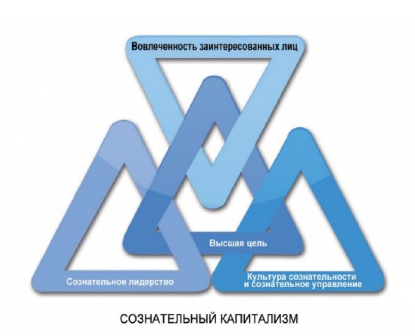 Вовлеченность заинтересованных лиц
Высшая цель
Сознательное лидерство
Культура сознательности
и сознательное управление
СОЗНАТЕЛЬНЫЙ КАПИТАЛИЗМ